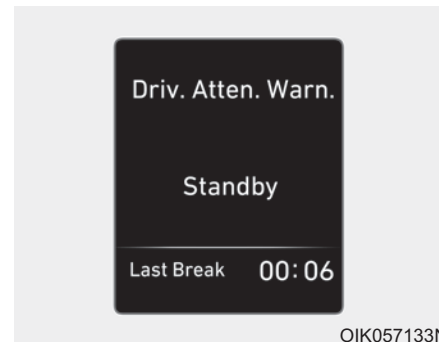 Driv. Atten. Warn.
Standby
Last Break 00:06
OIK057133N